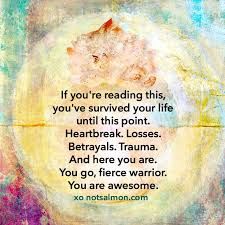 If you're reading this,
you've survived your life
until this point.
Heartbreak. Losses.
Betrayals. Trauma.
And here you are.
You go, fierce warrior.
You are awesome.
xo notsalmon.com